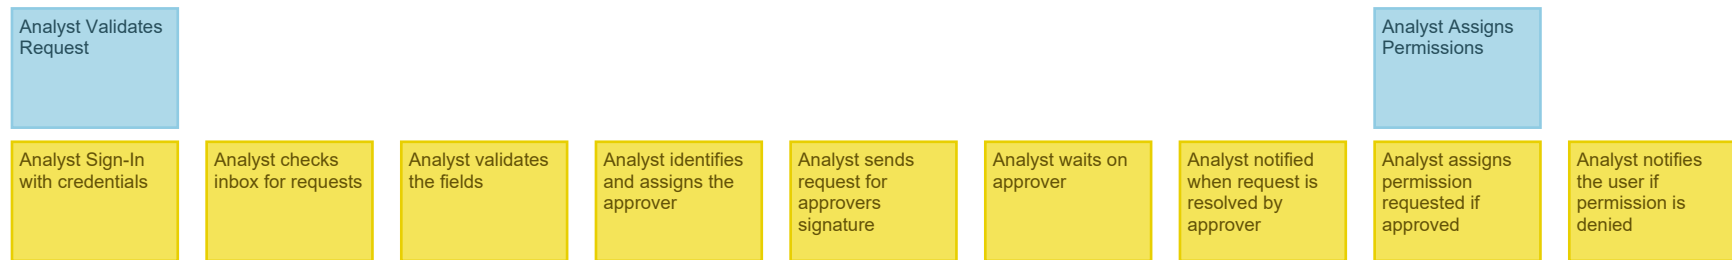 Analyst Validates
Request
Analyst Assigns
Permissions
Analyst Sign-In
with credentials
Analyst checks
inbox for requests
Analyst validates
the fields
Analyst identifies
and assigns the
approver
Analyst sends
request for
approvers
signature
Analyst waits on
approver
Analyst notified
when request is
resolved by
approver
Analyst assigns
permission
requested if
approved
Analyst notifies
the user if
permission is
denied